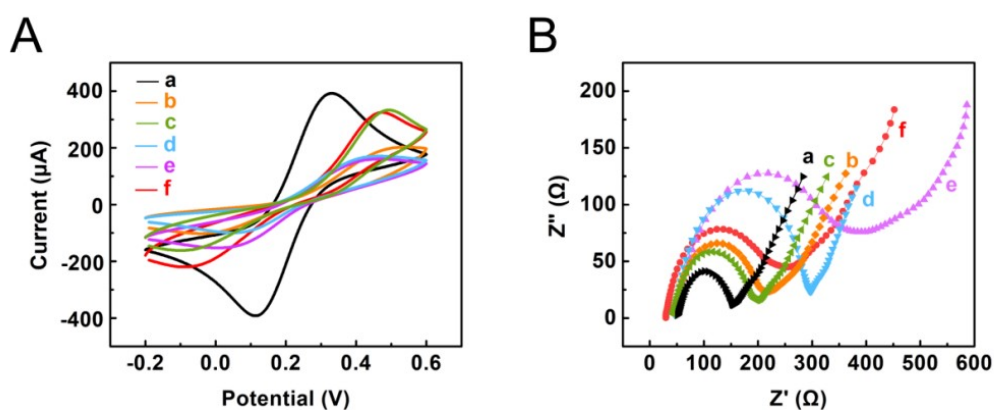 A
Current (μA)
400
200
0
-200
-400
a
b
c
d
e
f
-0.2
0.0
0.2
0.4
0.6
Potential (V)
B
Z'' (Ω)
200
150
100
50
0
a
c
b
d
f
e
0
100
200
300
400
500
600
Z' (Ω)